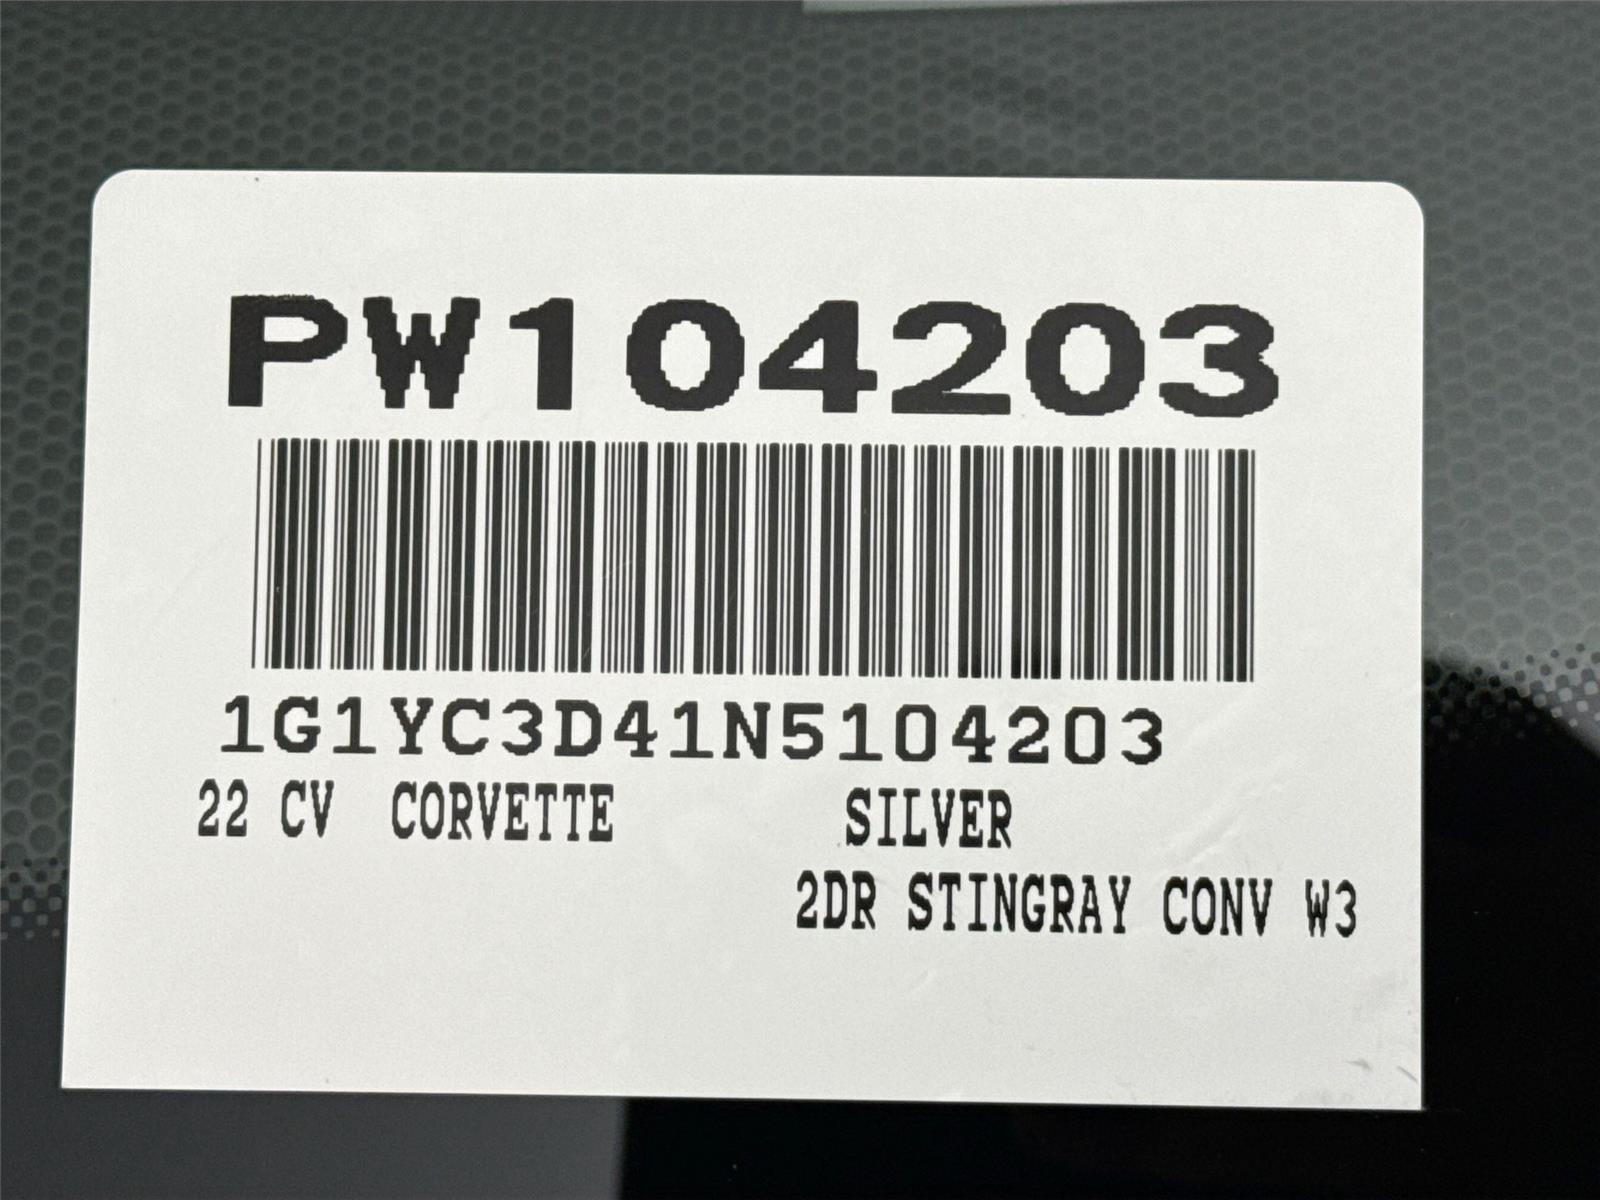 PW104203
1G1YC3D41N5104203
22 CV CORVETTE SILVER
2DR STINGRAY CONV W3